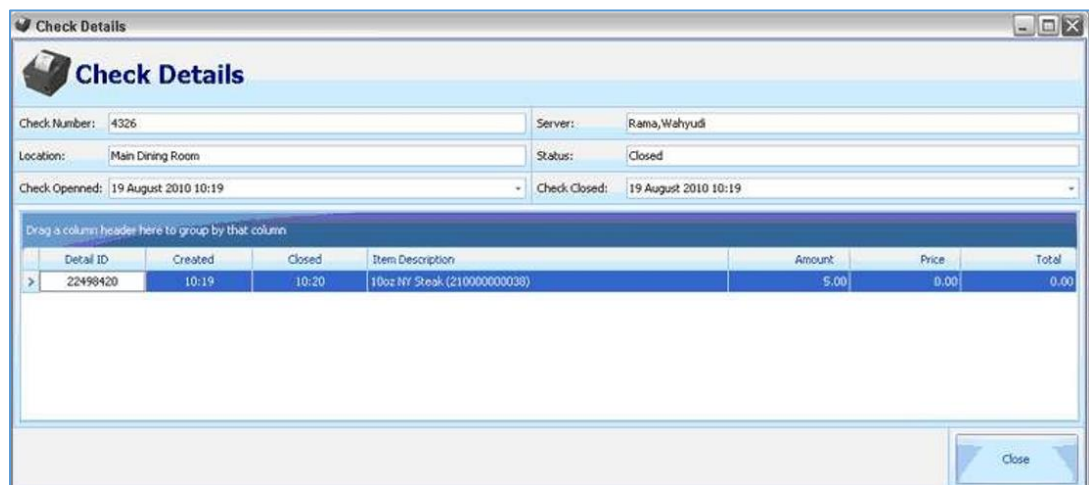 Check Details
Check Details
Check Number: 4326 Server: Rama,Wahyudi
Location: Main Dining Room Status: Closed
Check Openned: 19 August 2010 10:19 Check Closed: 19 August 2010 10:19
Drag a column header here to group by that column
Detail ID Created Closed Item Description Amount Price Total
> 22498420 10:19 10:20 10oz NY Steak (210000000038) 5.00 0.00 0.00
Close